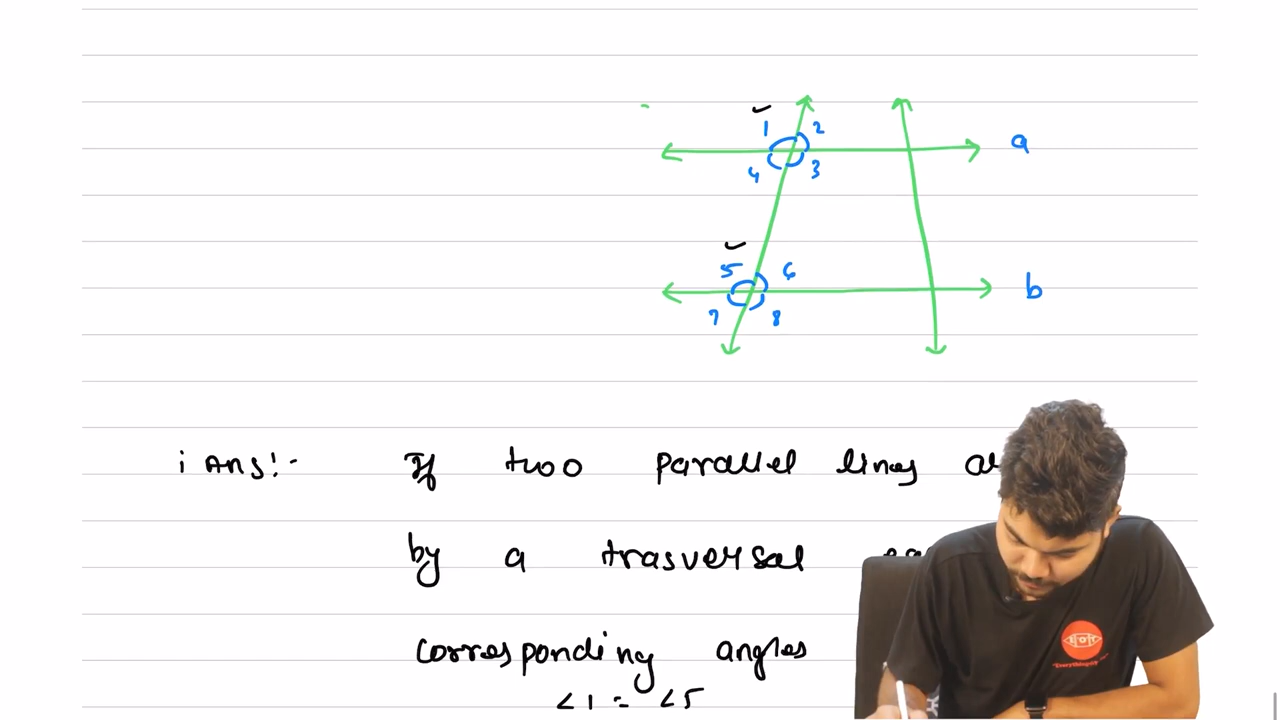 1 2
a
4 3
5 6
b
7 8
i Ans:- If two parallel lines
by a trasversal
corresponding angles
<1 = <5